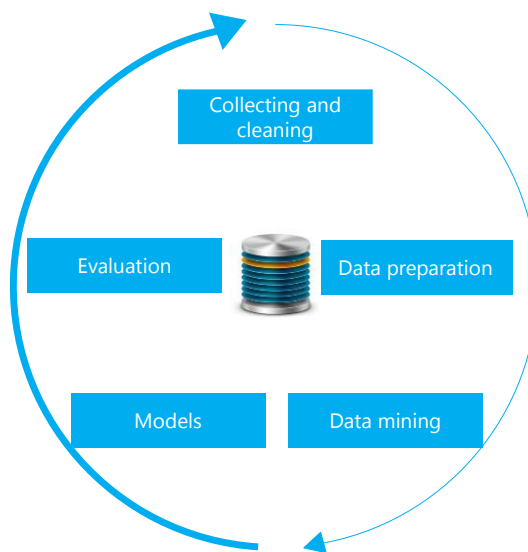 Collecting and
cleaning
Evaluation
Data preparation
Models
Data mining